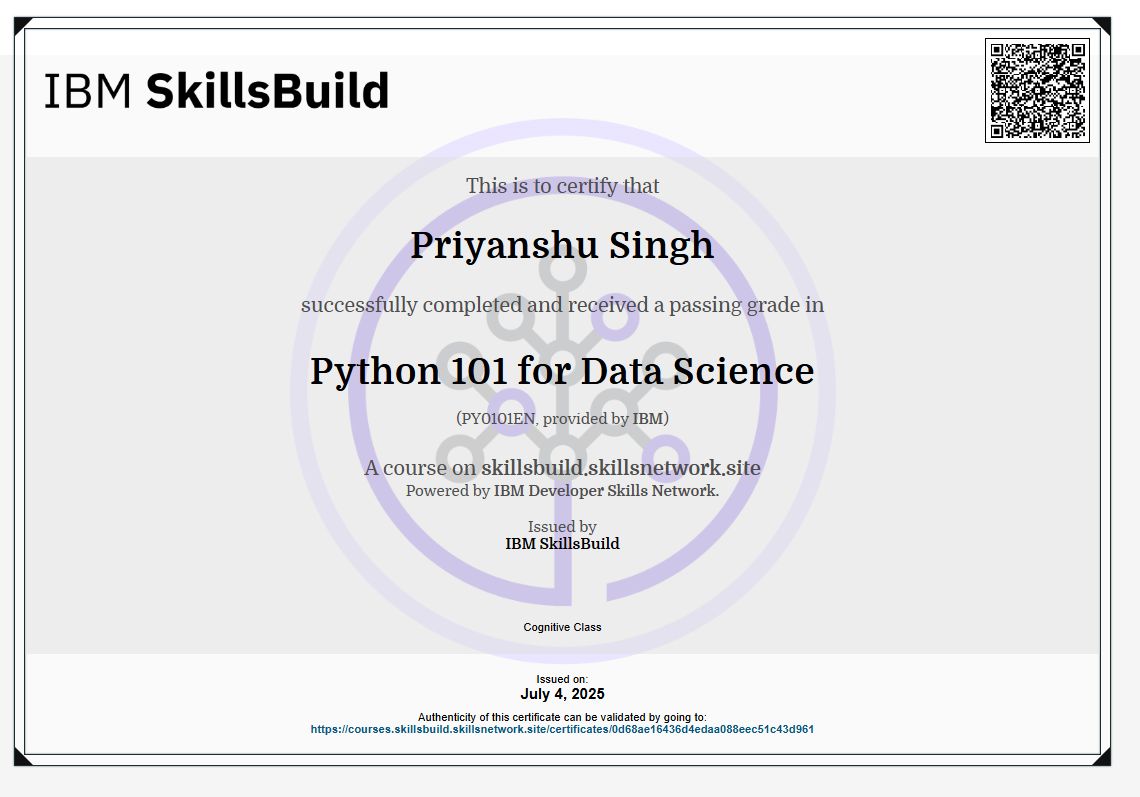 IBM SkillsBuild
This is to certify that
Priyanshu Singh
successfully completed and received a passing grade in
Python 101 for Data Science
(PY0101EN, provided by IBM)
A course on skillsbuild.skillsnetwork.site
Powered by IBM Developer Skills Network.
Issued by
IBM SkillsBuild
Cognitive Class
Issued on:
July 4, 2025
Authenticity of this certificate can be validated by going to:
https://courses.skillsbuild.skillsnetwork.site/certificates/0d68ae16436d4edaa088eec51c43d961